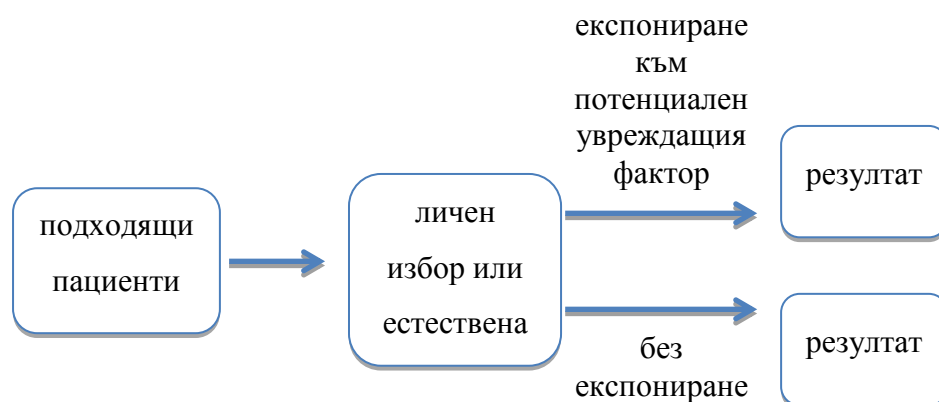 подходящи
пациенти
личен
избор или
естествена
експониране
към
потенциален
увреждащия
фактор
резултат
без
експониране
резултат